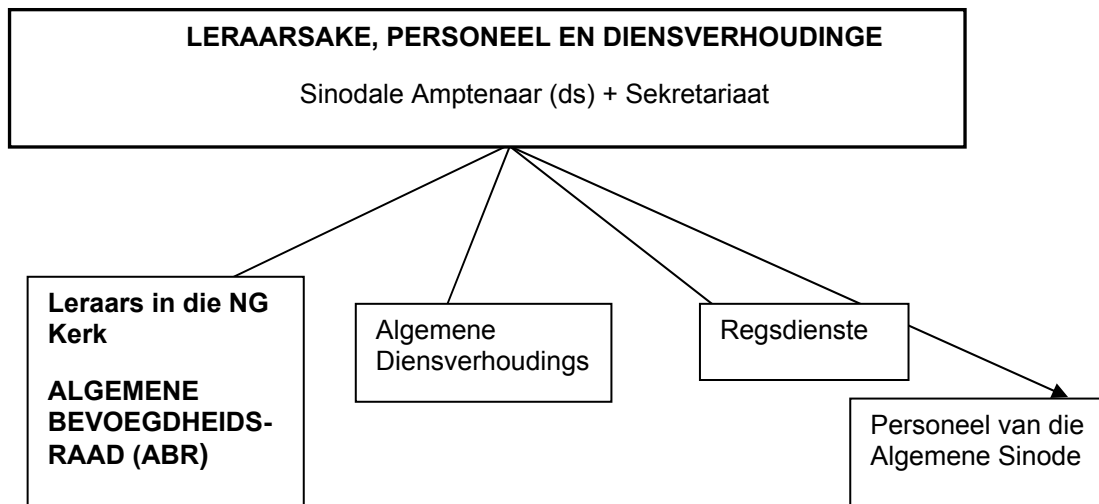 LERAARSAKE, PERSONEEL EN DIENSVERHOUDINGE
Sinodale Amptenaar (ds) + Sekretariaat
Leraars in die NG
Kerk
ALGEMENE
BEVOEGDHEIDS-
RAAD (ABR)
Algemene
Diensverhoudings
Regsdienste
Personeel van die
Algemene Sinode